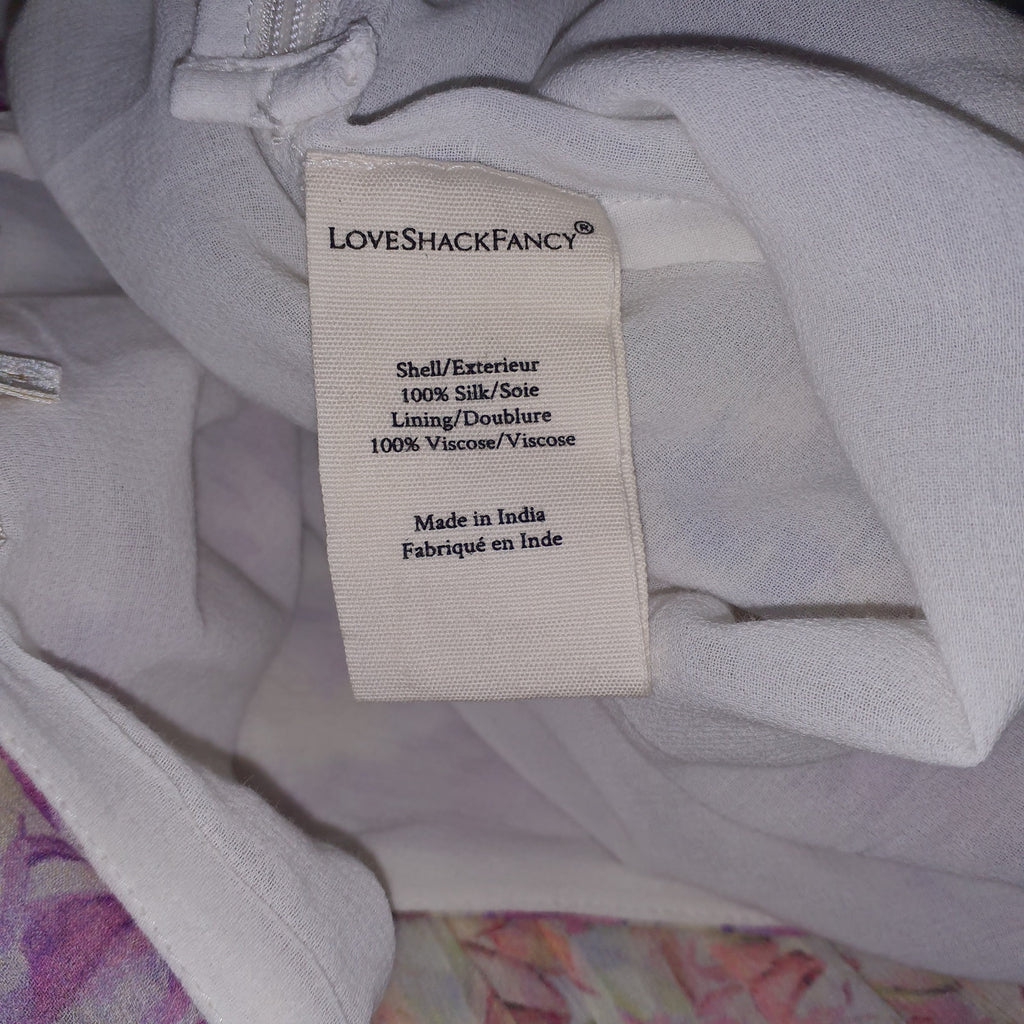 LOVESHACKFANCY®
Shell/Exterieur
100% Silk/Soie
Lining/Doublure
100% Viscose/Viscose
Made in India
Fabriqué en Inde